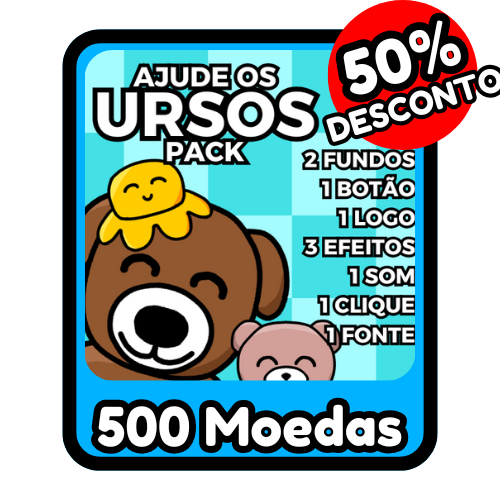 50%
DESCONTO
AJUDE OS
URSOS
PACK
2 FUNDOS
1 BOTÃO
1 LOGO
3 EFEITOS
1 SOM
1 CLIQUE
1 FONTE
500 Moedas